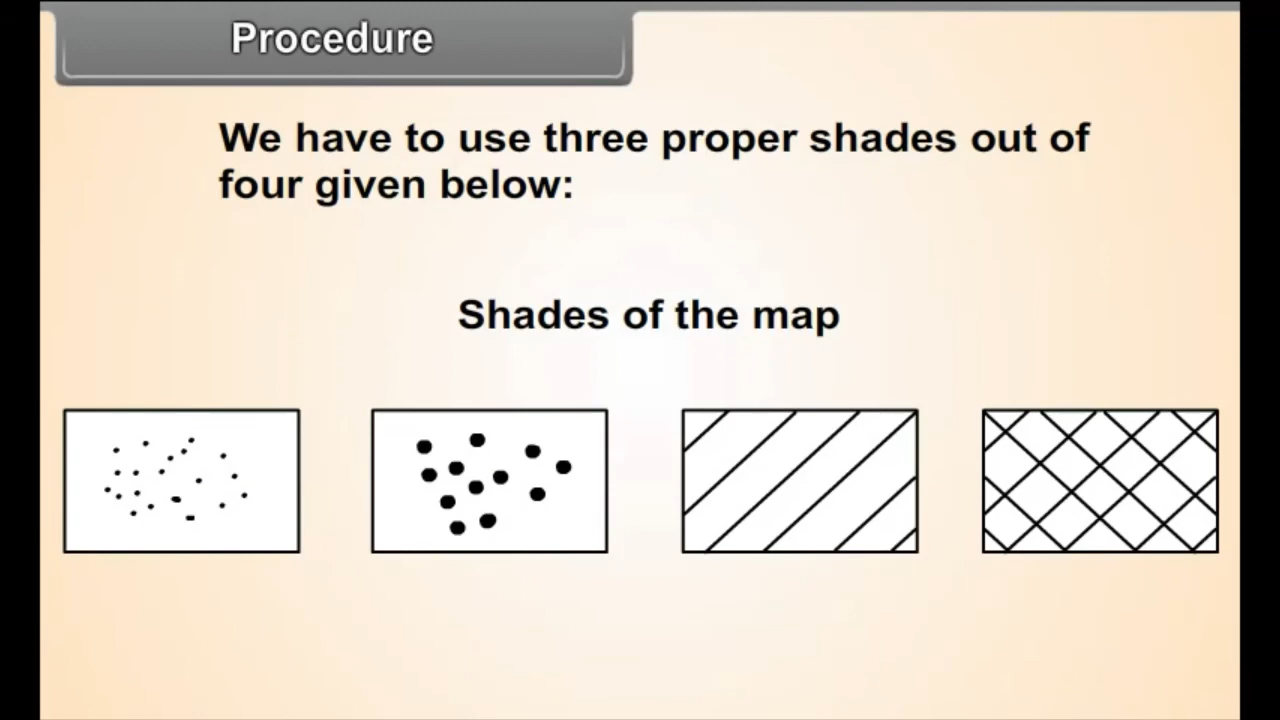 Procedure
We have to use three proper shades out of
four given below:
Shades of the map